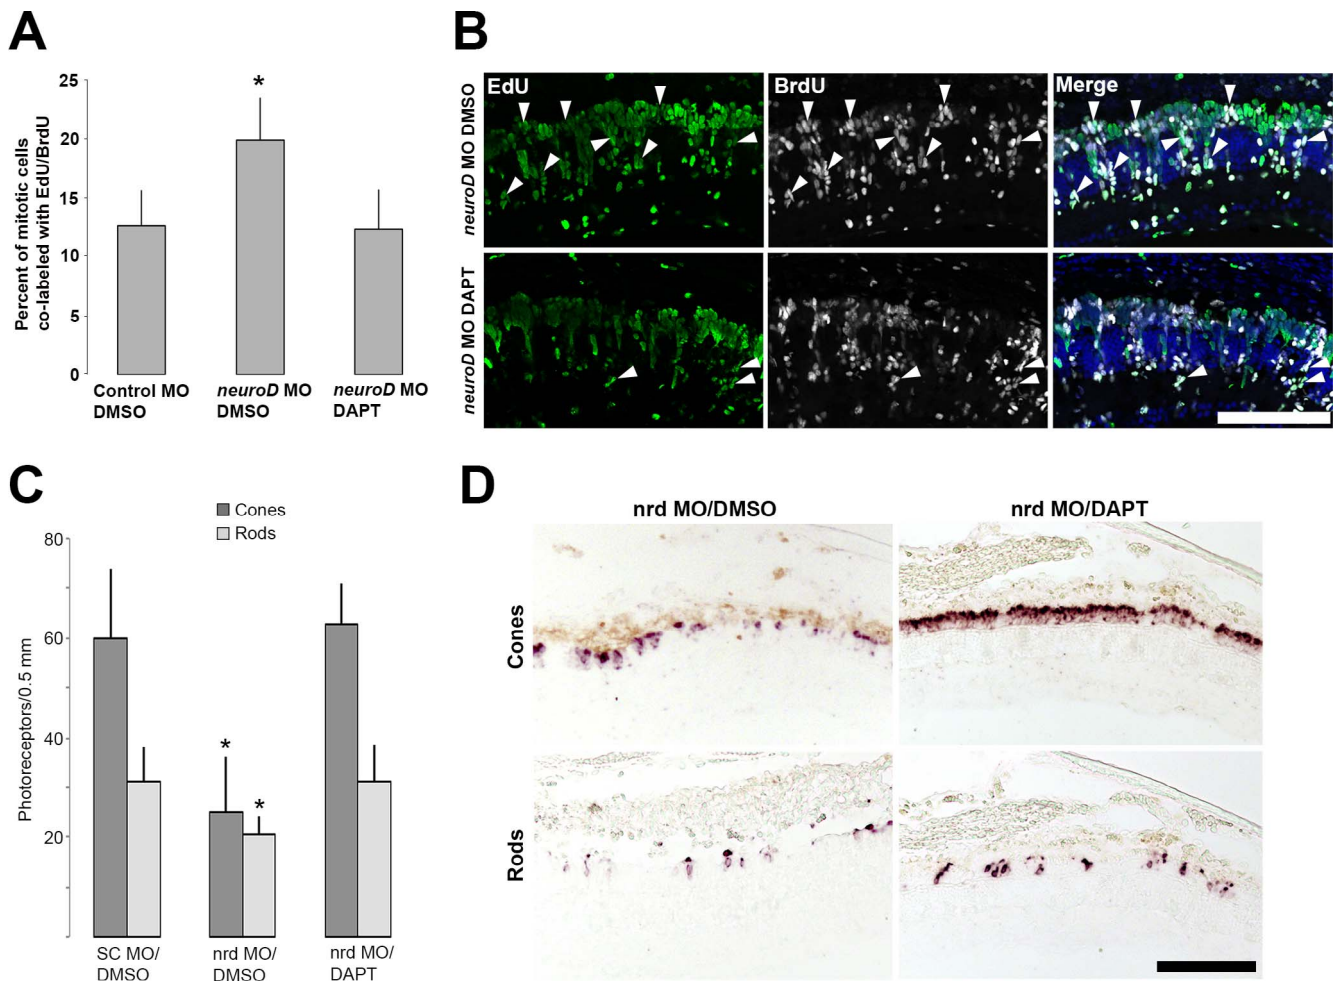 A
25
20
15
10
5
0
*
Percent of mitotic cells
co-labeled with EdU/BrdU
Control MO
DMSO
neuroD MO
DMSO
neuroD MO
DAPT
B
neuroD MO DMSO
EdU
BrdU
Merge
neuroD MO DAPT
C
Cones
Rods
80
60
40
20
Photoreceptors/0.5 mm
*
*
SC MO/
DMSO
nrd MO/
DMSO
nrd MO/
DAPT
D
nrd MO/DMSO
nrd MO/DAPT
Cones
Rods